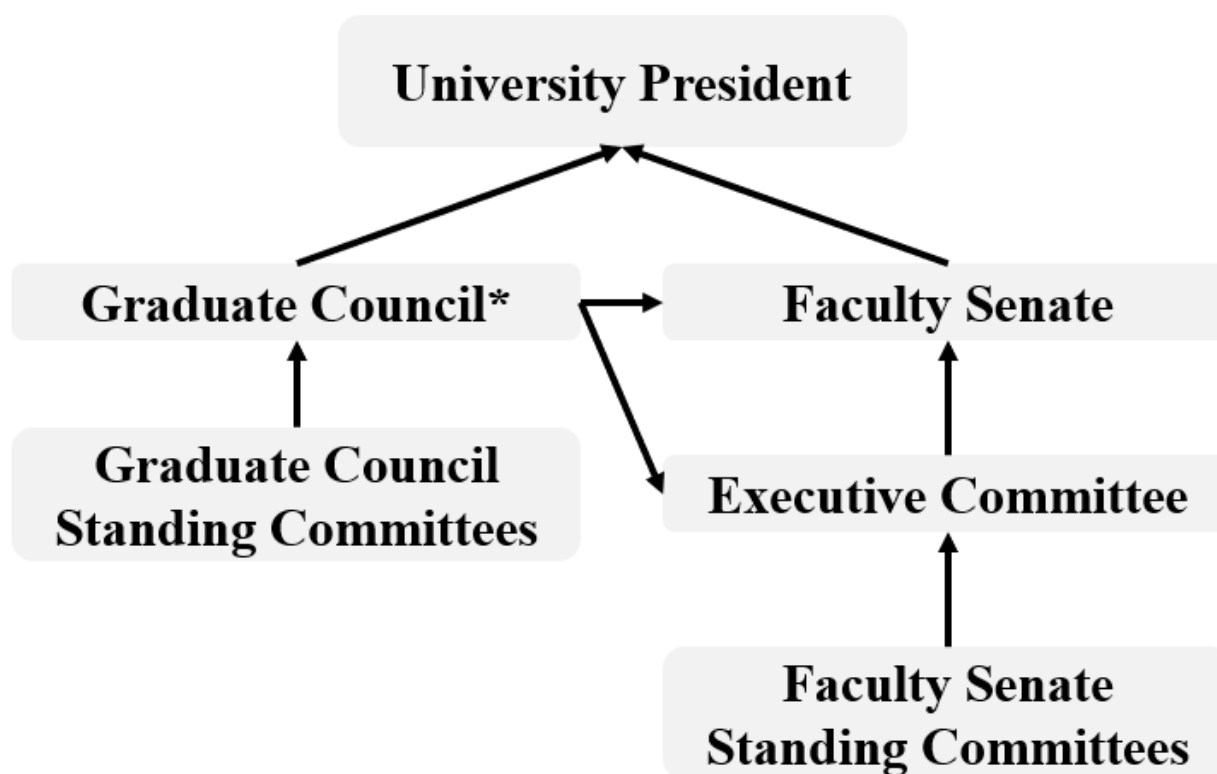 University President
Graduate Council*
Faculty Senate
Graduate Council
Standing Committees
Executive Committee
Faculty Senate
Standing Committees